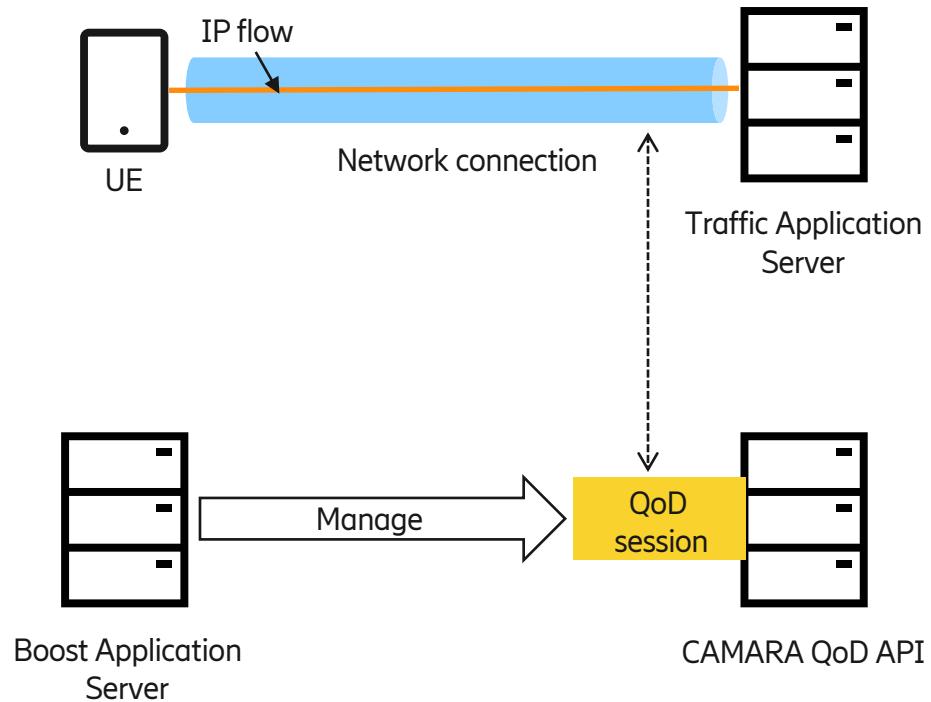 IP flow
UE
Network connection
Traffic Application
Server
Manage
QoD
session
Boost Application
Server
CAMARA QoD API